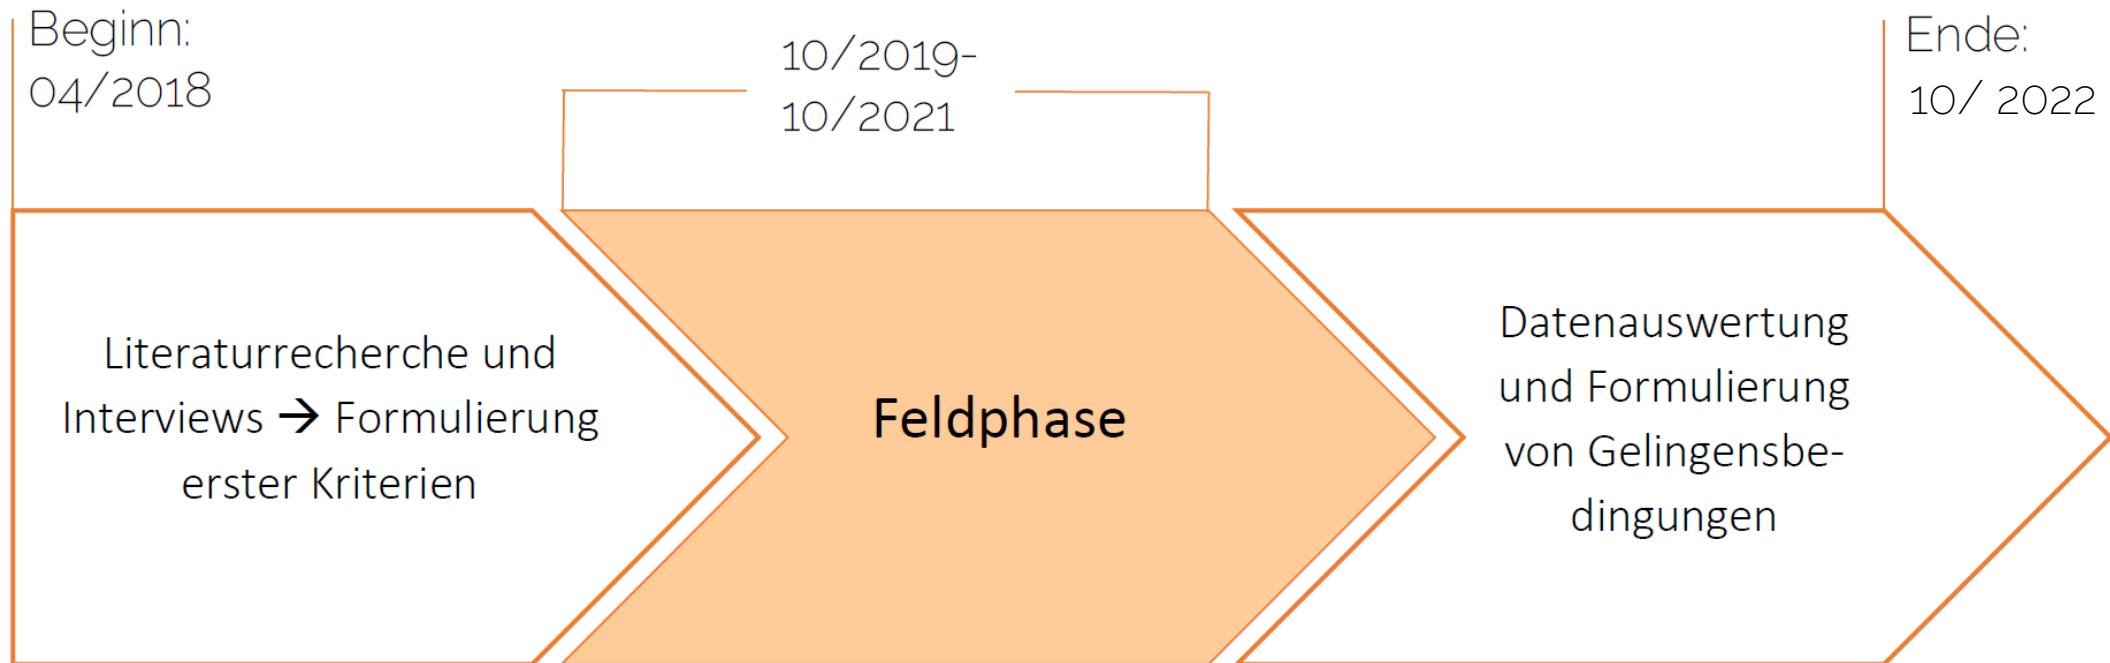 Beginn:
04/2018
10/2019-
10/2021
Ende:
10/ 2022
Literaturrecherche und
Interviews → Formulierung
erster Kriterien
Feldphase
Datenauswertung
und Formulierung
von Gelingensbe-
dingungen